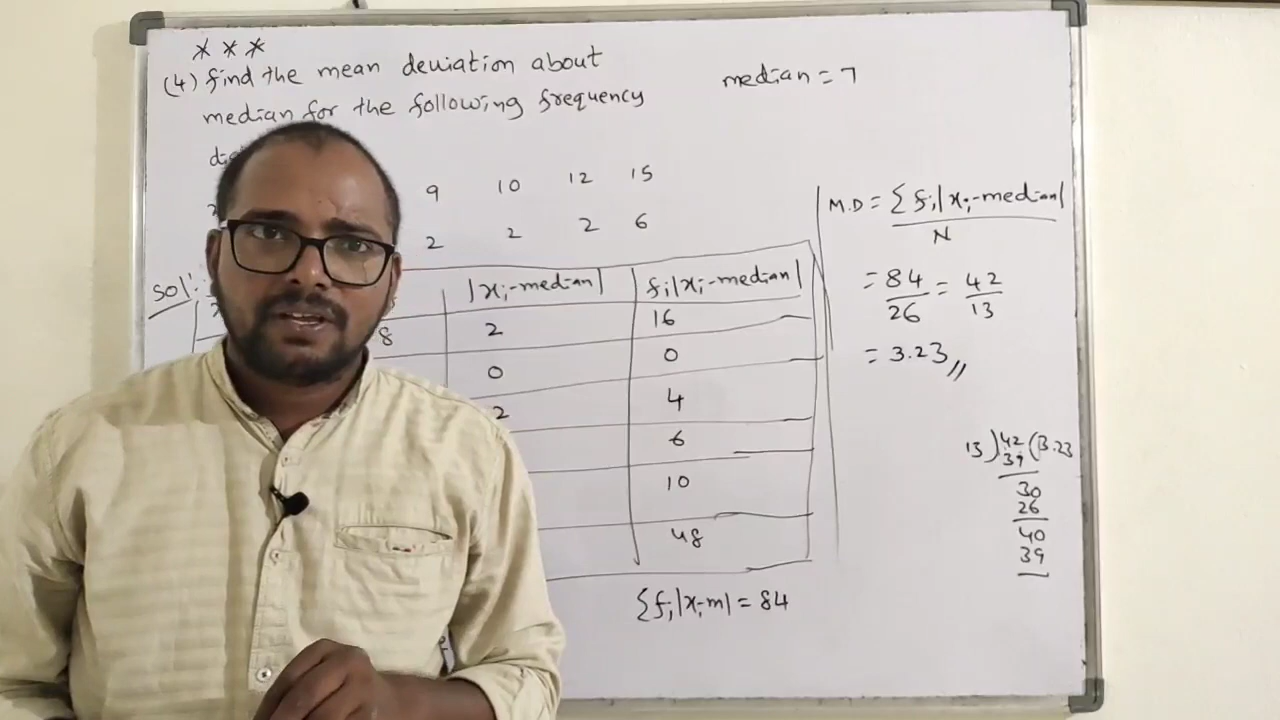 ***
(4) find the mean deviation about
median for the following frequency
9 10 12 15
2 2 2 6
median = 7
sol:
|xi-median| fi|xi-median|
8 2 16
0 0
2 4
6
10
48
Σfi|xi-m| = 84
M.D = Σfi|xi-median|
N
= 84/26 = 42/13
= 3.23,,
13) 42 (3.23
39
30
26
40
39